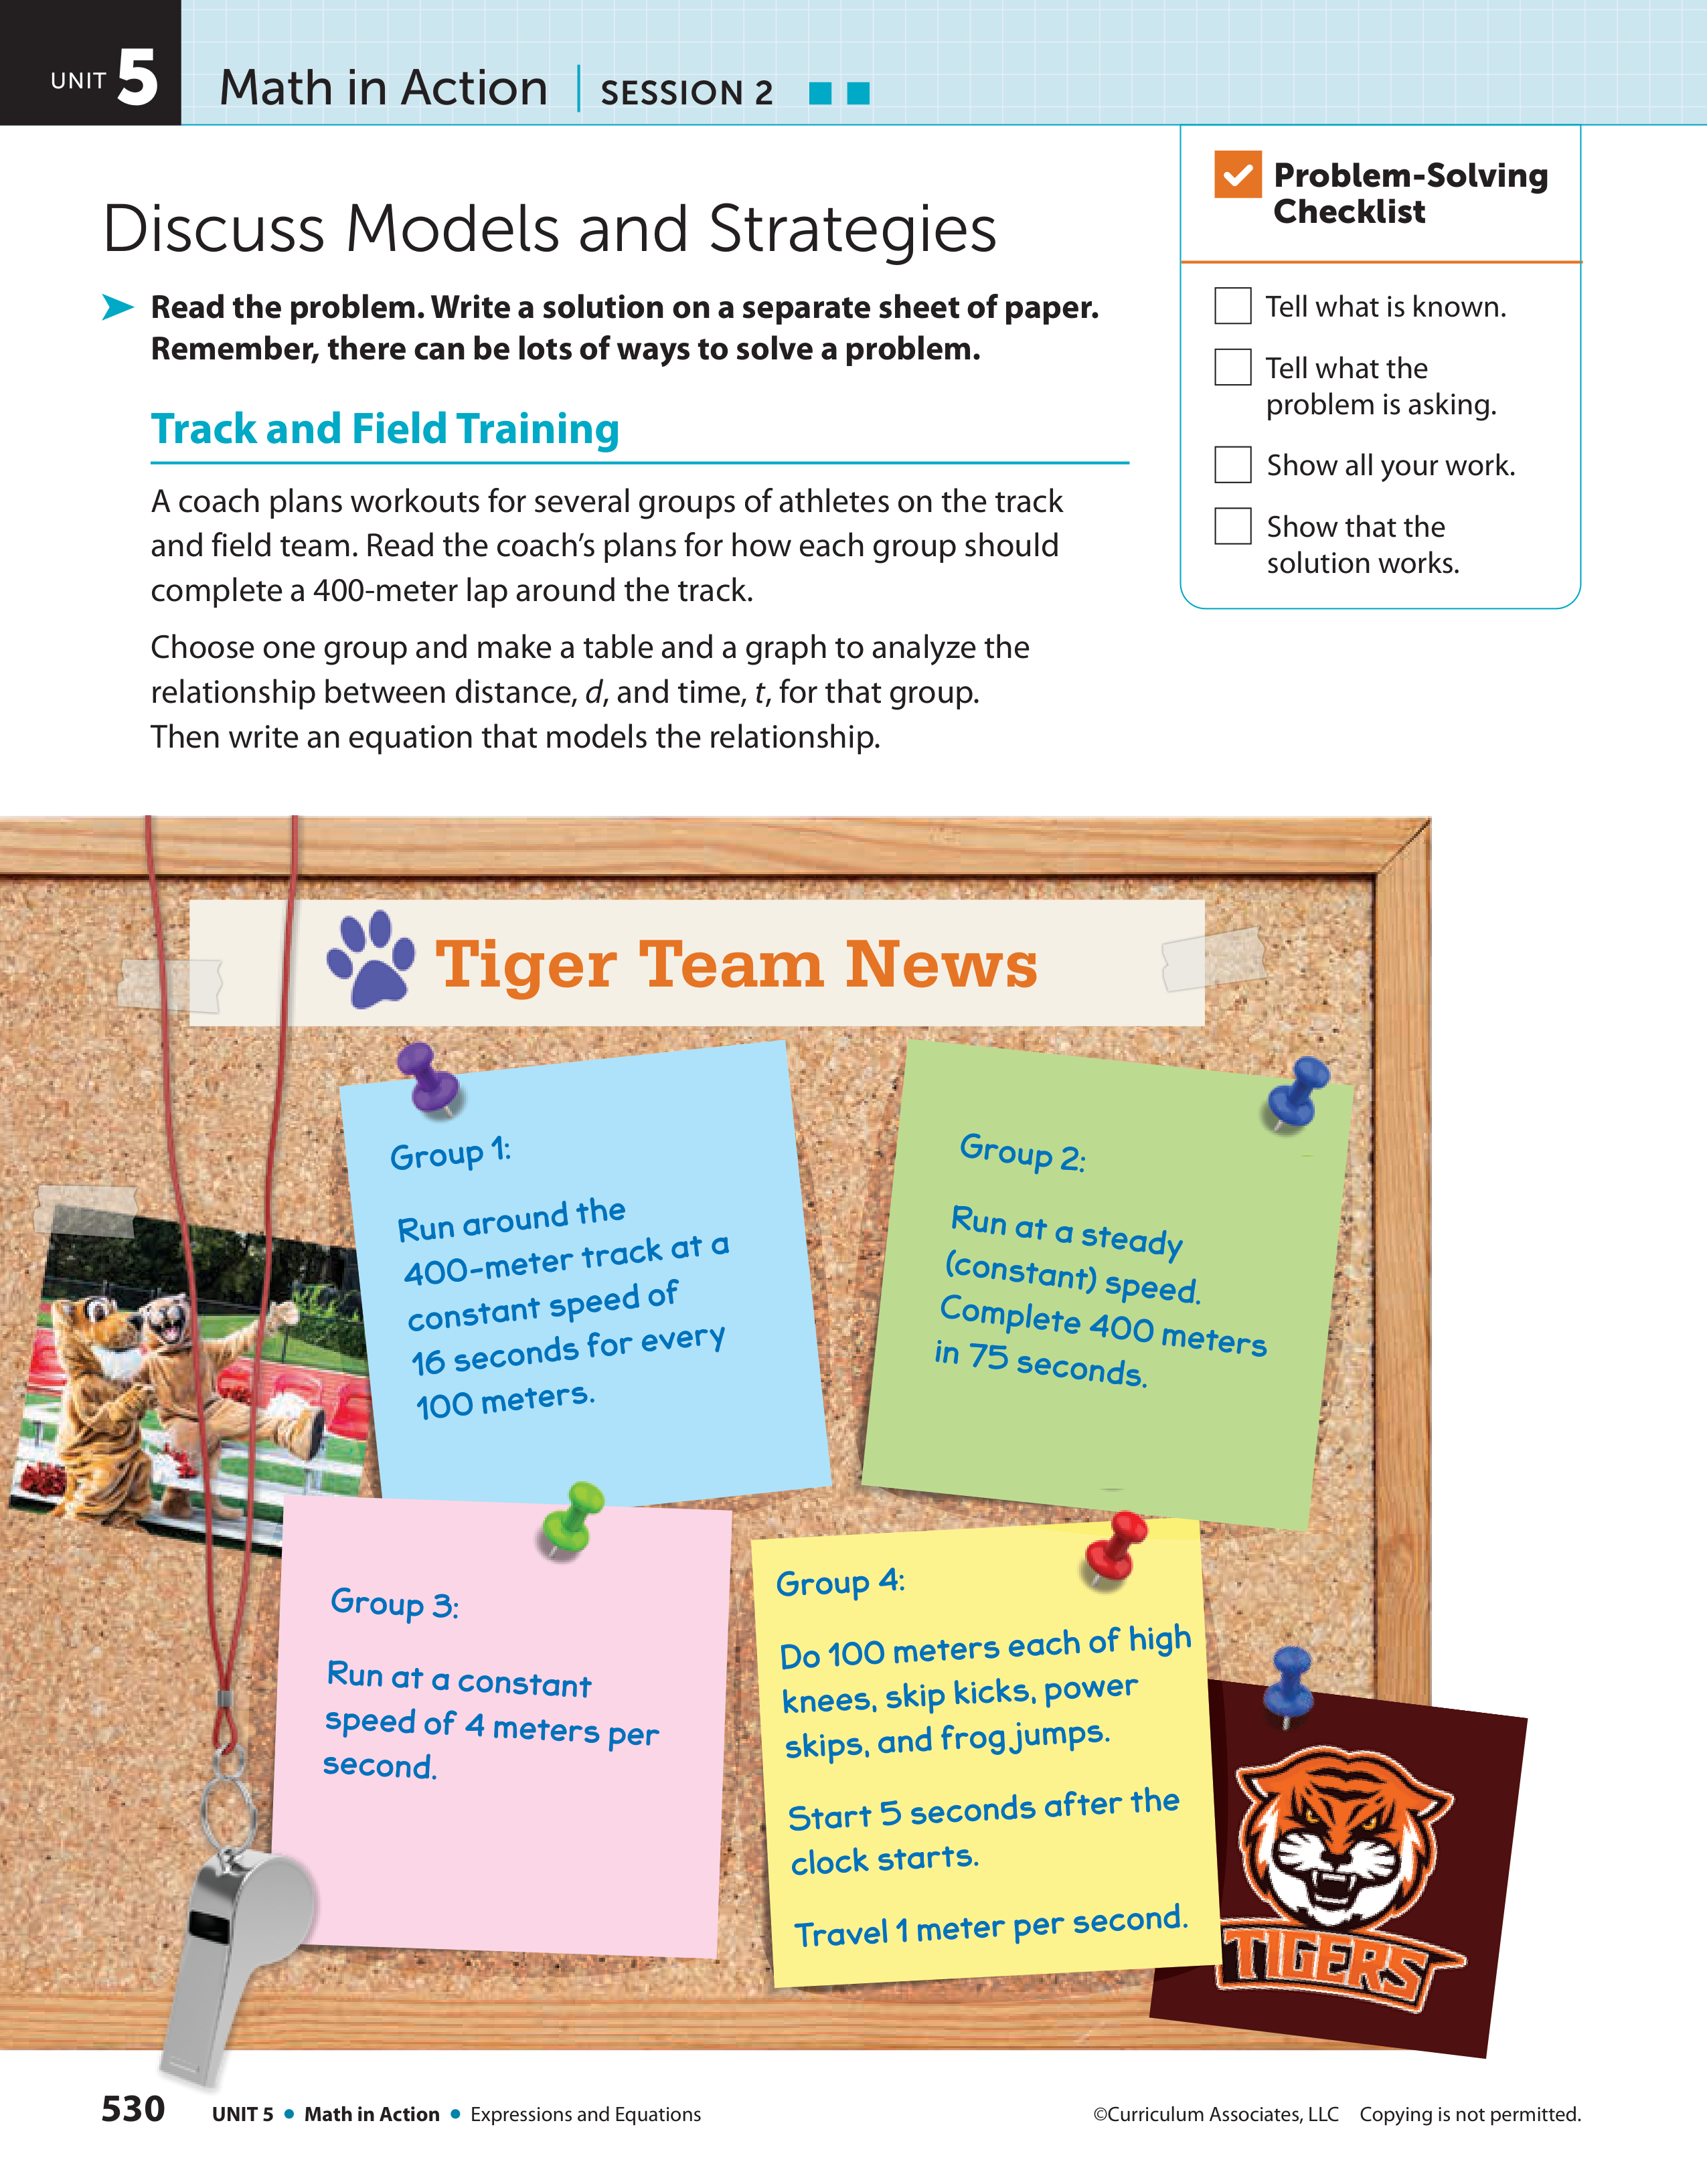 UNIT 5 Math in Action | SESSION 2
Discuss Models and Strategies
Read the problem. Write a solution on a separate sheet of paper.
Remember, there can be lots of ways to solve a problem.
Track and Field Training
A coach plans workouts for several groups of athletes on the track
and field team. Read the coach's plans for how each group should
complete a 400-meter lap around the track.
Choose one group and make a table and a graph to analyze the
relationship between distance, d, and time, t, for that group.
Then write an equation that models the relationship.
Problem-Solving
Checklist
Tell what is known.
Tell what the
problem is asking.
Show all your work.
Show that the
solution works.
Tiger Team News
Group 1:
Run around the
400-meter track at a
constant speed of
16 seconds for every
100 meters.
Group 2:
Run at a steady
(constant) speed.
Complete 400 meters
in 75 seconds.
Group 3:
Run at a constant
speed of 4 meters per
second.
Group 4:
Do 100 meters each of high
knees, skip kicks, power
skips, and frog jumps.
Start 5 seconds after the
clock starts.
Travel 1 meter per second.
TIGERS
530 UNIT 5 • Math in Action • Expressions and Equations
©Curriculum Associates, LLC Copying is not permitted.